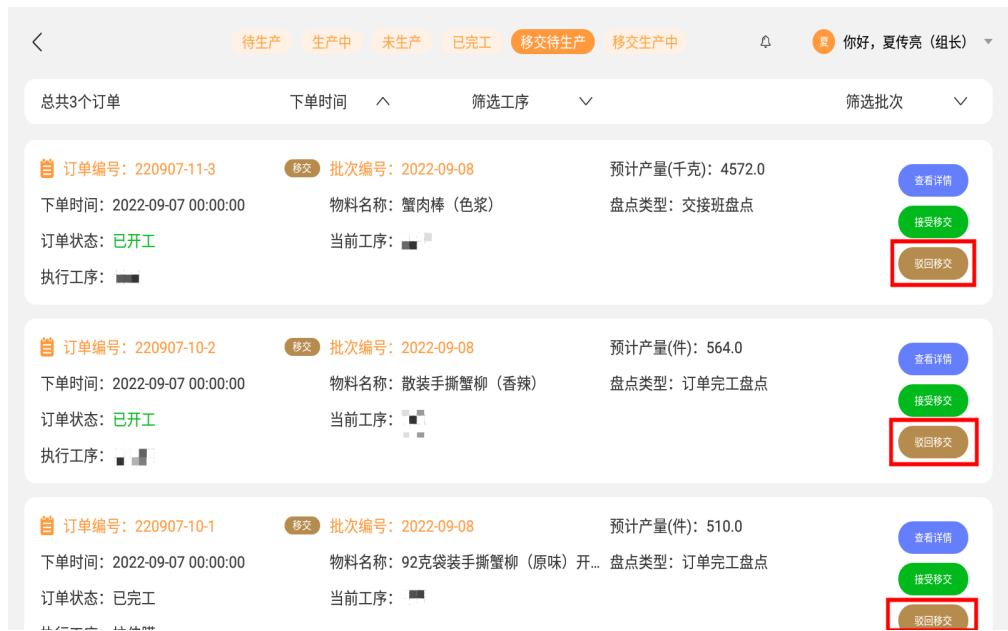 待生产 生产中 未生产 已完工 移交待生产 移交生产中 夏 你好，夏传亮（组长）
总共3个订单 下单时间 筛选工序 筛选批次
订单编号：220907-11-3 移交 批次编号：2022-09-08 预计产量(千克)：4572.0
查看详情
下单时间：2022-09-07 00:00:00 物料名称：蟹肉棒（色浆） 盘点类型：交接班盘点
接受移交
订单状态：已开工 当前工序：
驳回移交
执行工序：
订单编号：220907-10-2 移交 批次编号：2022-09-08 预计产量(件)：564.0
查看详情
下单时间：2022-09-07 00:00:00 物料名称：散装手撕蟹柳（香辣） 盘点类型：订单完工盘点
接受移交
订单状态：已开工 当前工序：
驳回移交
执行工序：
订单编号：220907-10-1 移交 批次编号：2022-09-08 预计产量(件)：510.0
查看详情
下单时间：2022-09-07 00:00:00 物料名称：92克袋装手撕蟹柳（原味）开... 盘点类型：订单完工盘点
接受移交
订单状态：已完工 当前工序：
驳回移交